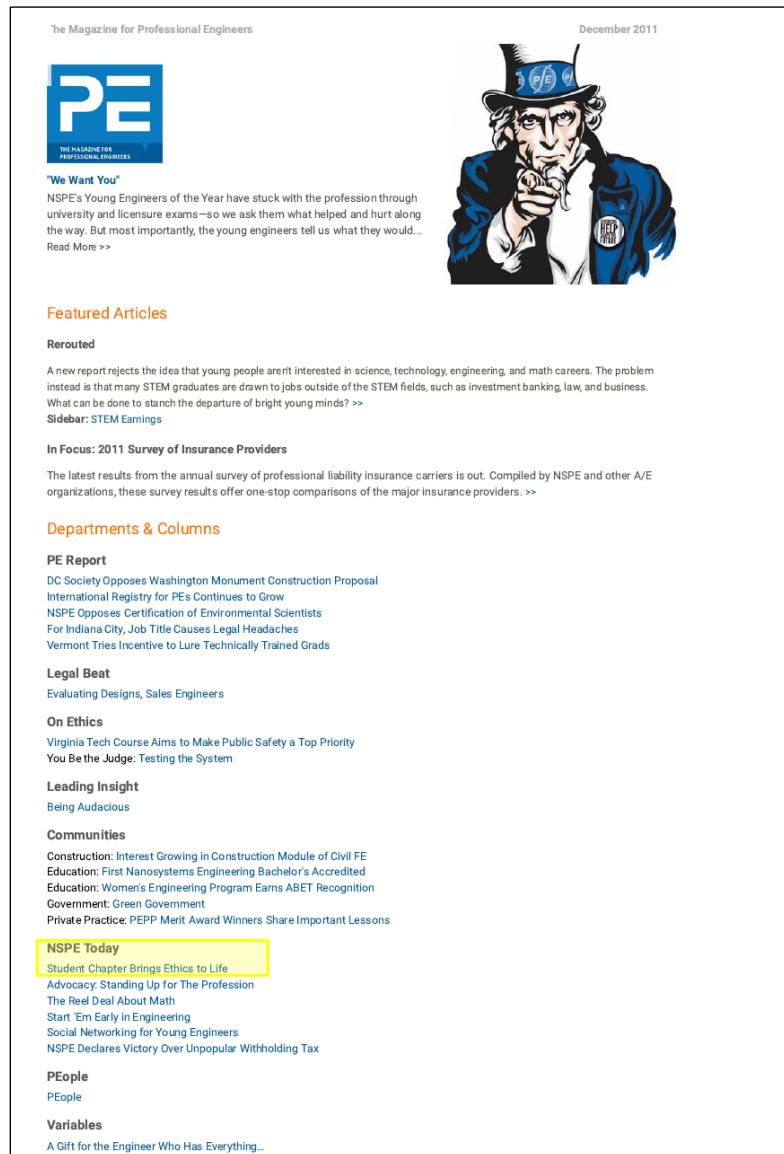 The Magazine for Professional Engineers
December 2011
PE
THE MAGAZINE FOR
PROFESSIONAL ENGINEERS
"We Want You"
NSPE's Young Engineers of the Year have stuck with the profession through
university and licensure exams—so we ask them what helped and hurt along
the way. But most importantly, the young engineers tell us what they would...
Read More >>
PE
HELP
FUTURE
Featured Articles
Rerouted
A new report rejects the idea that young people aren't interested in science, technology, engineering, and math careers. The problem
instead is that many STEM graduates are drawn to jobs outside of the STEM fields, such as investment banking, law, and business.
What can be done to stanch the departure of bright young minds? >>
Sidebar: STEM Earnings
In Focus: 2011 Survey of Insurance Providers
The latest results from the annual survey of professional liability insurance carriers is out. Compiled by NSPE and other A/E
organizations, these survey results offer one-stop comparisons of the major insurance providers. >>
Departments & Columns
PE Report
DC Society Opposes Washington Monument Construction Proposal
International Registry for PEs Continues to Grow
NSPE Opposes Certification of Environmental Scientists
For Indiana City, Job Title Causes Legal Headaches
Vermont Tries Incentive to Lure Technically Trained Grads
Legal Beat
Evaluating Designs, Sales Engineers
On Ethics
Virginia Tech Course Aims to Make Public Safety a Top Priority
You Be the Judge: Testing the System
Leading Insight
Being Audacious
Communities
Construction: Interest Growing in Construction Module of Civil FE
Education: First Nanosystems Engineering Bachelor's Accredited
Education: Women's Engineering Program Earns ABET Recognition
Government: Green Government
Private Practice: PEPP Merit Award Winners Share Important Lessons
NSPE Today
Student Chapter Brings Ethics to Life
Advocacy: Standing Up for The Profession
The Reel Deal About Math
Start 'Em Early in Engineering
Social Networking for Young Engineers
NSPE Declares Victory Over Unpopular Withholding Tax
PEople
PEople
Variables
A Gift for the Engineer Who Has Everything...